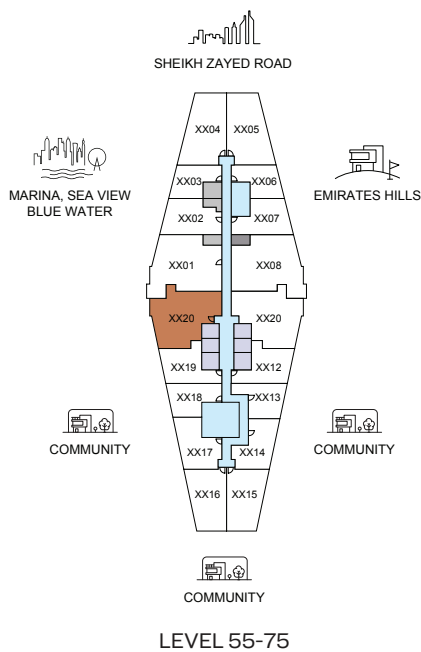 SHEIKH ZAYED ROAD
XX04
XX05
MARINA, SEA VIEW
BLUE WATER
XX03
XX06
EMIRATES HILLS
XX02
XX07
XX01
XX08
XX20
XX20
XX19
XX12
XX18
XX13
COMMUNITY
COMMUNITY
XX17
XX14
XX16
XX15
COMMUNITY
LEVEL 55-75